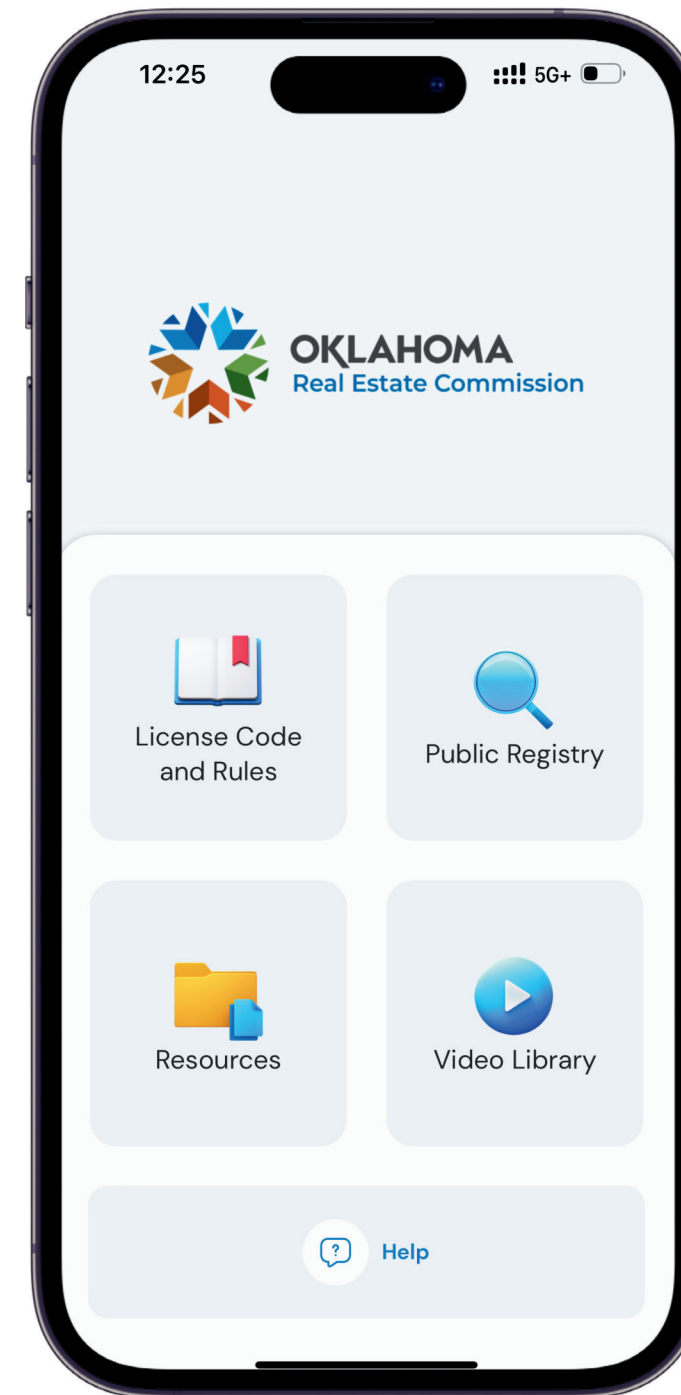 12:25
5G+
OKLAHOMA
Real Estate Commission
License Code
and Rules
Public Registry
Resources
Video Library
?
Help